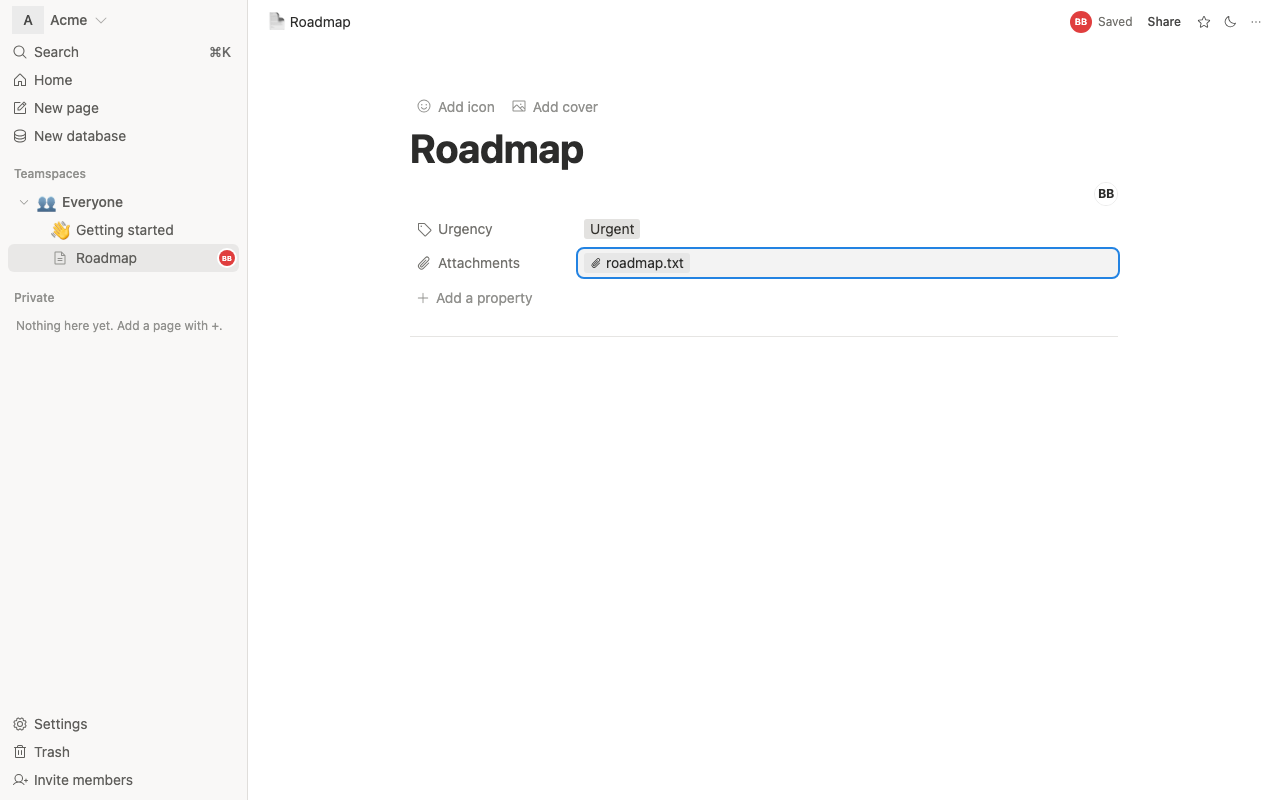 A Acme
Search ⌘K
Home
New page
New database
Teamspaces
Everyone
Getting started
Roadmap BB
Private
Nothing here yet. Add a page with +.
Settings
Trash
Invite members
Roadmap
BB Saved Share
Add icon Add cover
Roadmap
BB
Urgency Urgent
Attachments roadmap.txt
Add a property